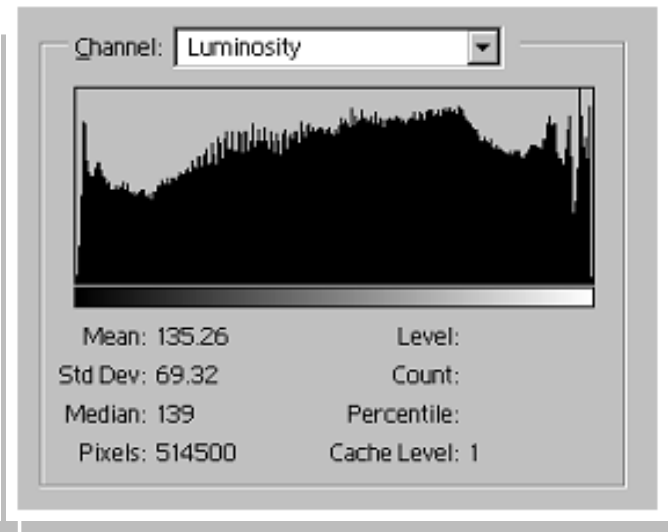 Channel: Luminosity
Mean: 135.26
Level:
Std Dev: 69.32
Count:
Median: 139
Percentile:
Pixels: 514500
Cache Level: 1